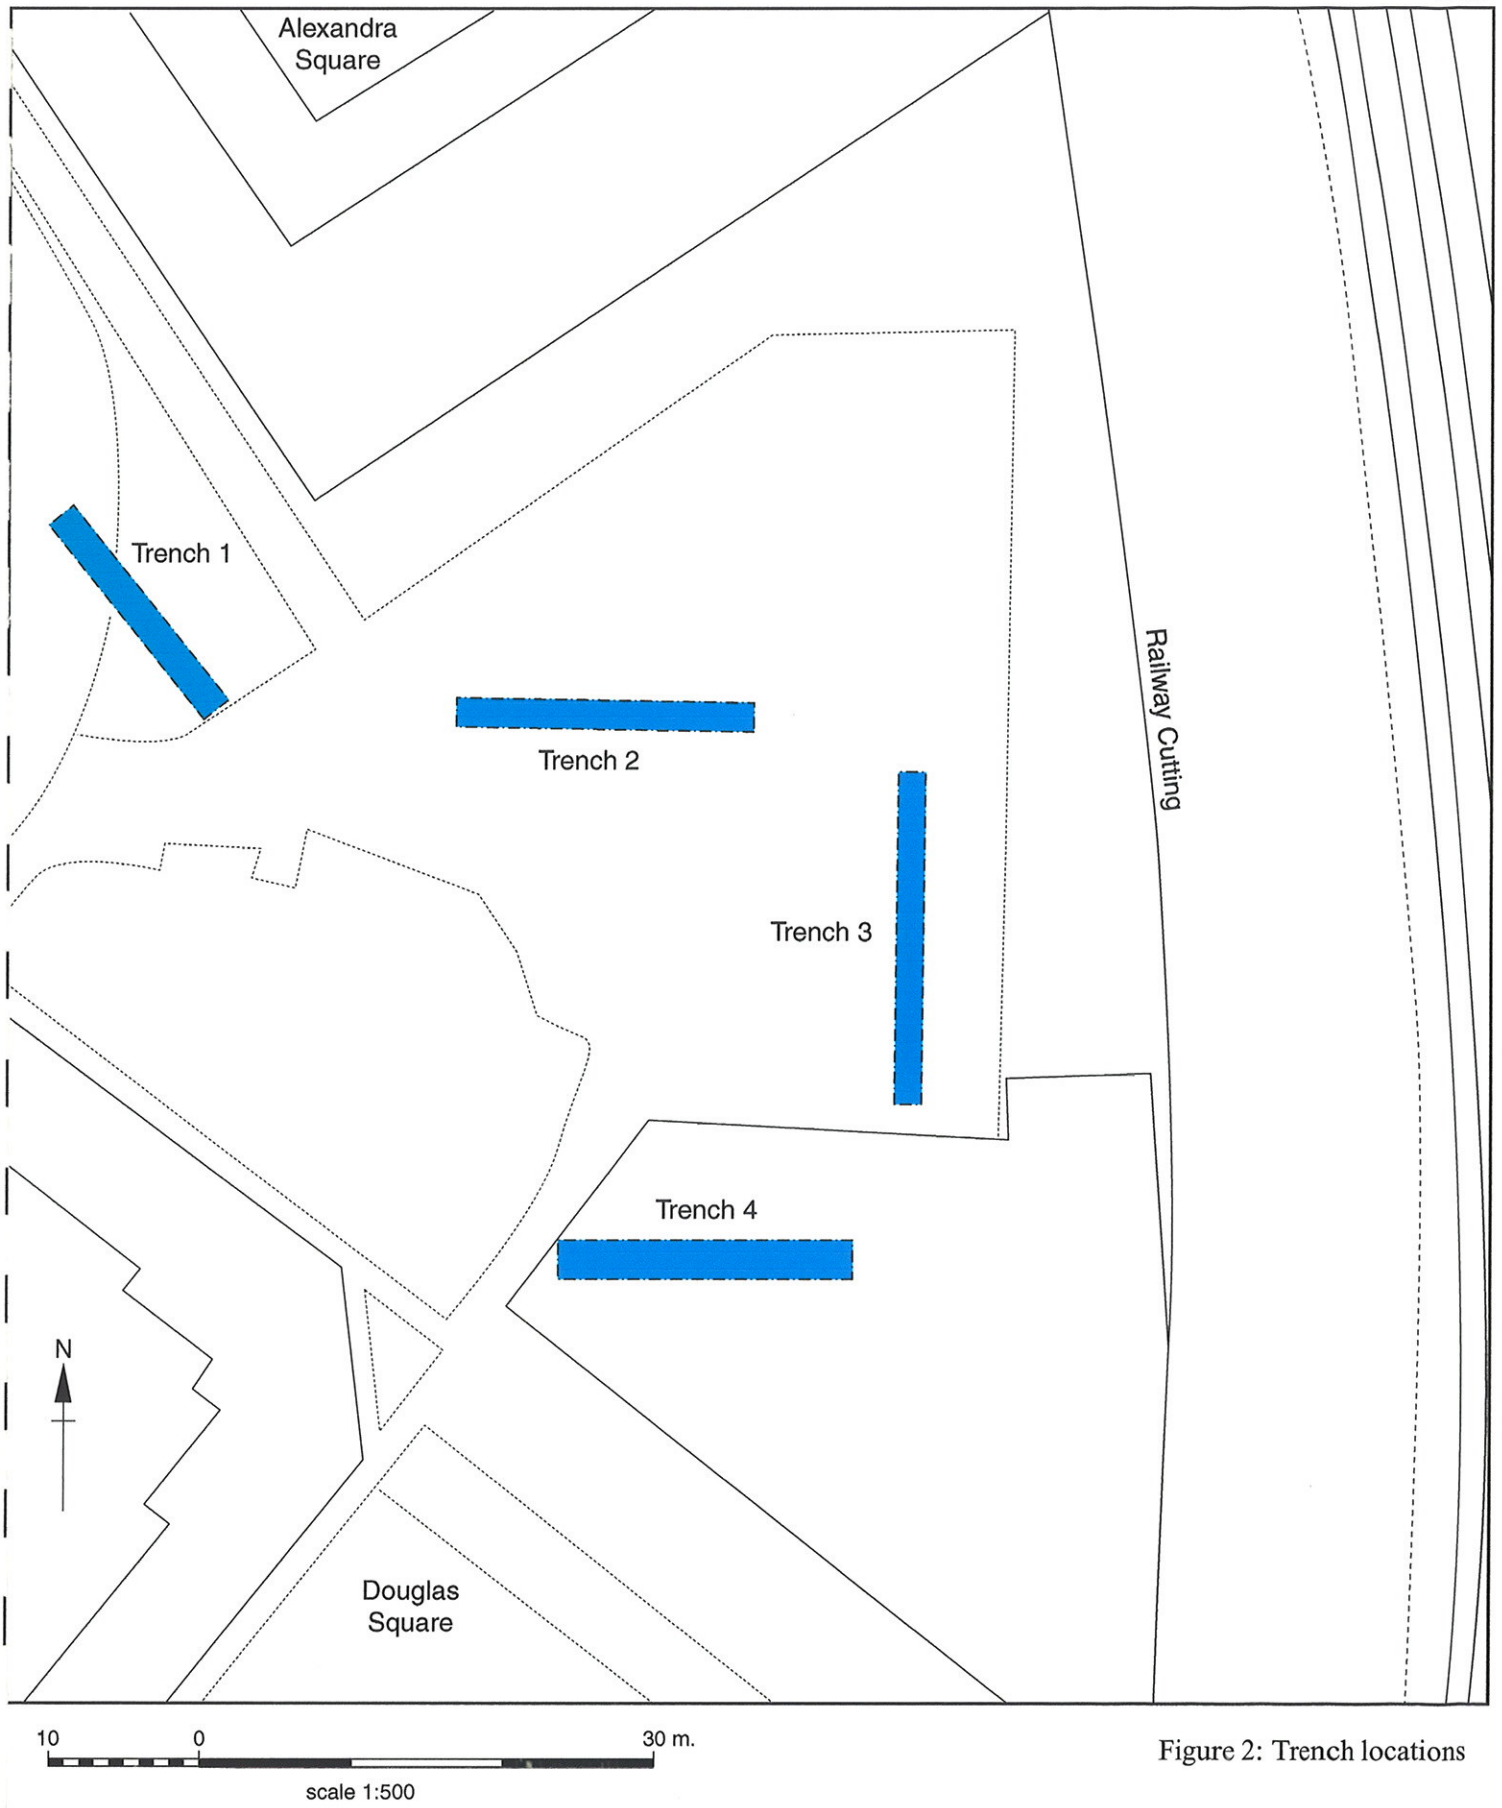 Alexandra
Square
Trench 1
Railway Cutting
Trench 2
Trench 3
Trench 4
N
Douglas
Square
10 0 30 m.
scale 1:500
Figure 2: Trench locations